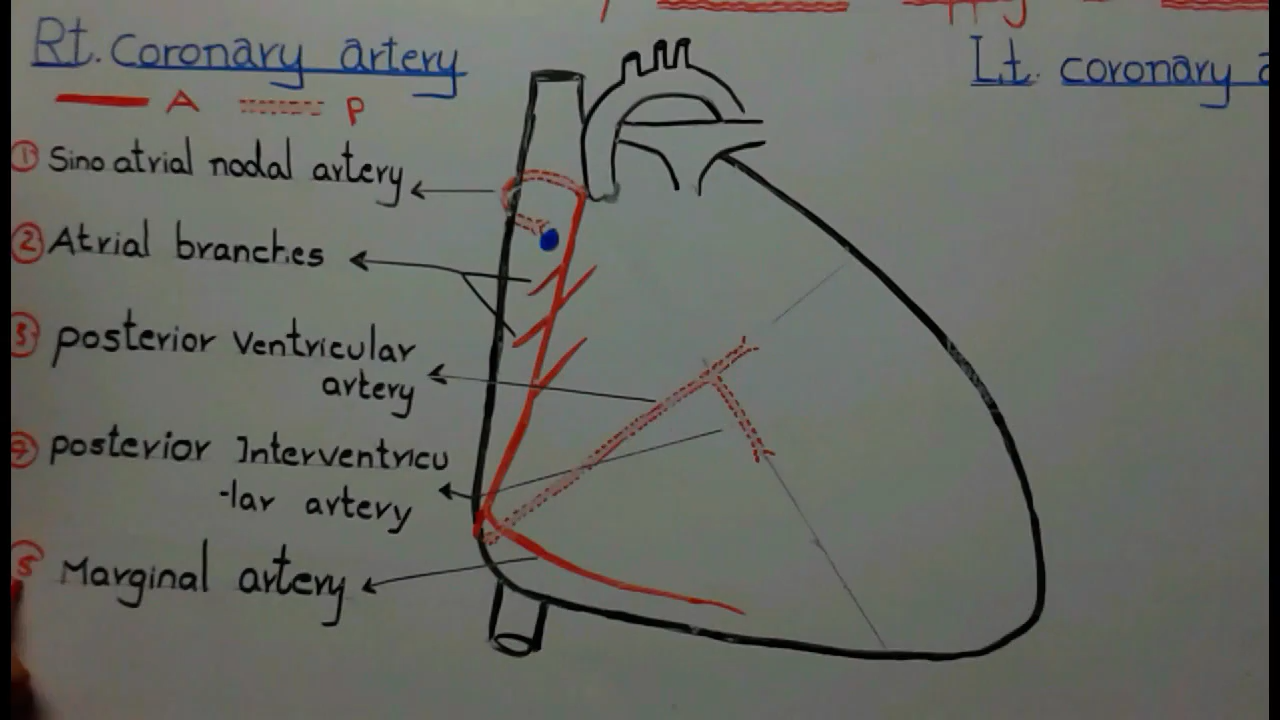 Rt. Coronary artery
A P
① Sino atrial nodal artery
② Atrial branches
③ posterior ventricular
artery
④ posterior Interventricu
-lar artery
⑤ Marginal artery
Lt. coronary